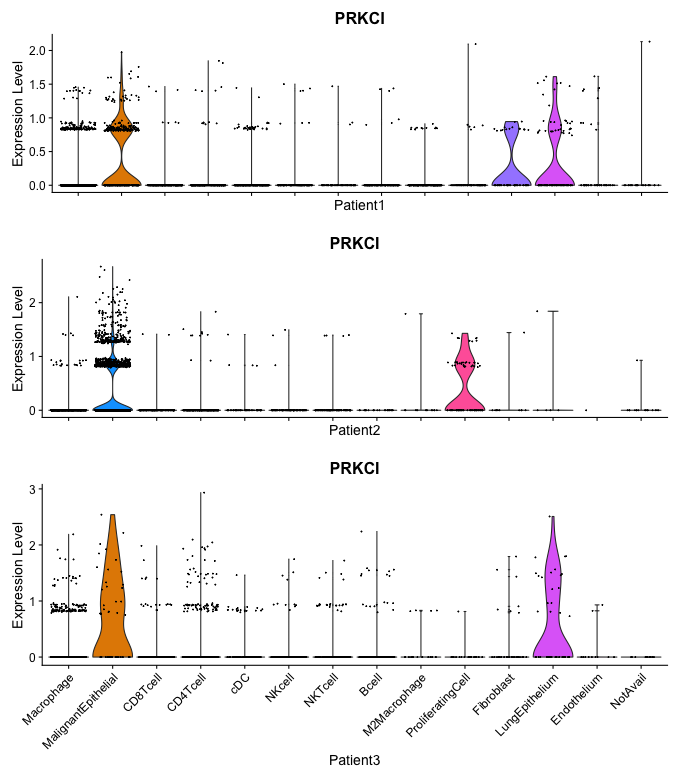 PRKCI
Expression Level
2.0
1.5
1.0
0.5
0.0
Patient1
PRKCI
Expression Level
2
1
0
Patient2
PRKCI
Expression Level
3
2
1
0
Macrophage
MalignantEpithelial
CD8Tcell
CD4Tcell
cDC
NKcell
NKTcell
Bcell
M2Macrophage
ProliferatingCell
Fibroblast
LungEpithelium
Endothelium
NotAvail
Patient3